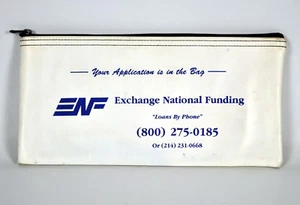 Your Application is in the Bag
ENF Exchange National Funding
"Loans By Phone"
(800) 275-0185
Or (214) 231-0668